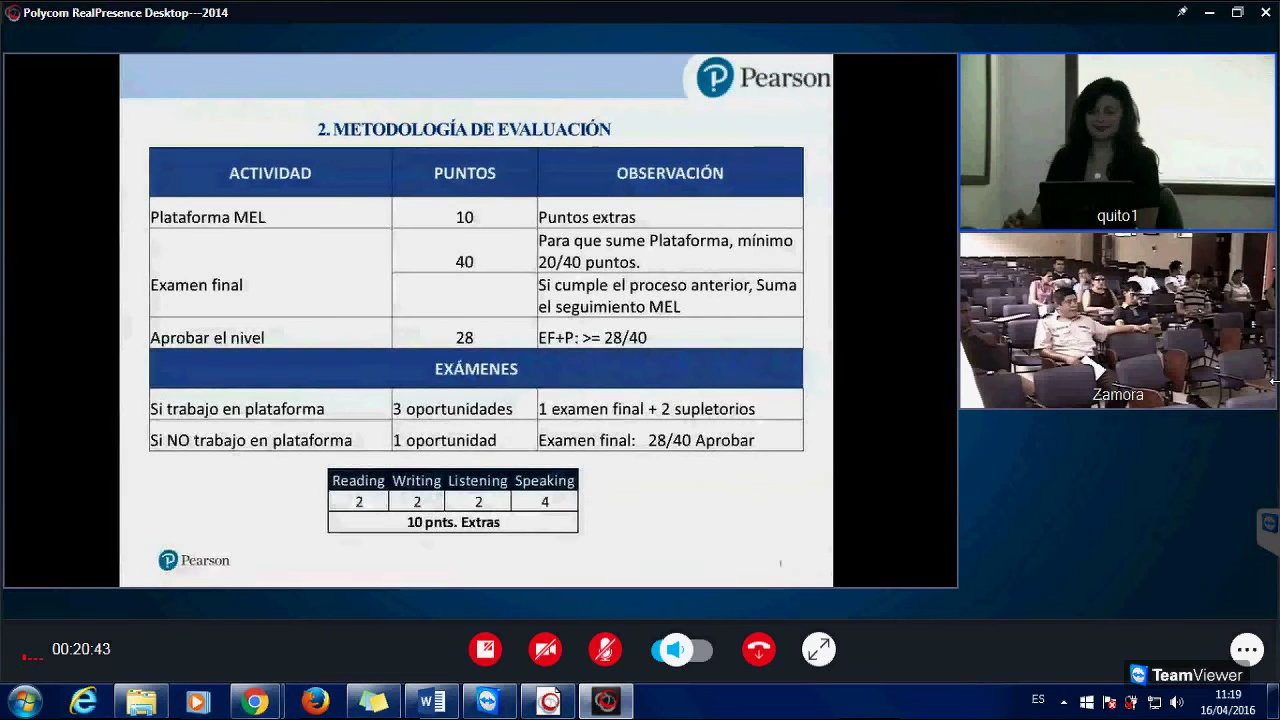 Polycom RealPresence Desktop---2014
Pearson
2. METODOLOGÍA DE EVALUACIÓN
ACTIVIDAD PUNTOS OBSERVACIÓN
Plataforma MEL 10 Puntos extras
Para que sume Plataforma, mínimo
40 20/40 puntos.
Examen final Si cumple el proceso anterior, Suma
el seguimiento MEL
Aprobar el nivel 28 EF+P: >= 28/40
EXÁMENES
Si trabajo en plataforma 3 oportunidades 1 examen final + 2 supletorios
Si NO trabajo en plataforma 1 oportunidad Examen final: 28/40 Aprobar
Reading Writing Listening Speaking
2 2 2 4
10 pnts. Extras
Pearson
quito1
Zamora
00:20:43
TeamViewer
ES 11:19
16/04/2016